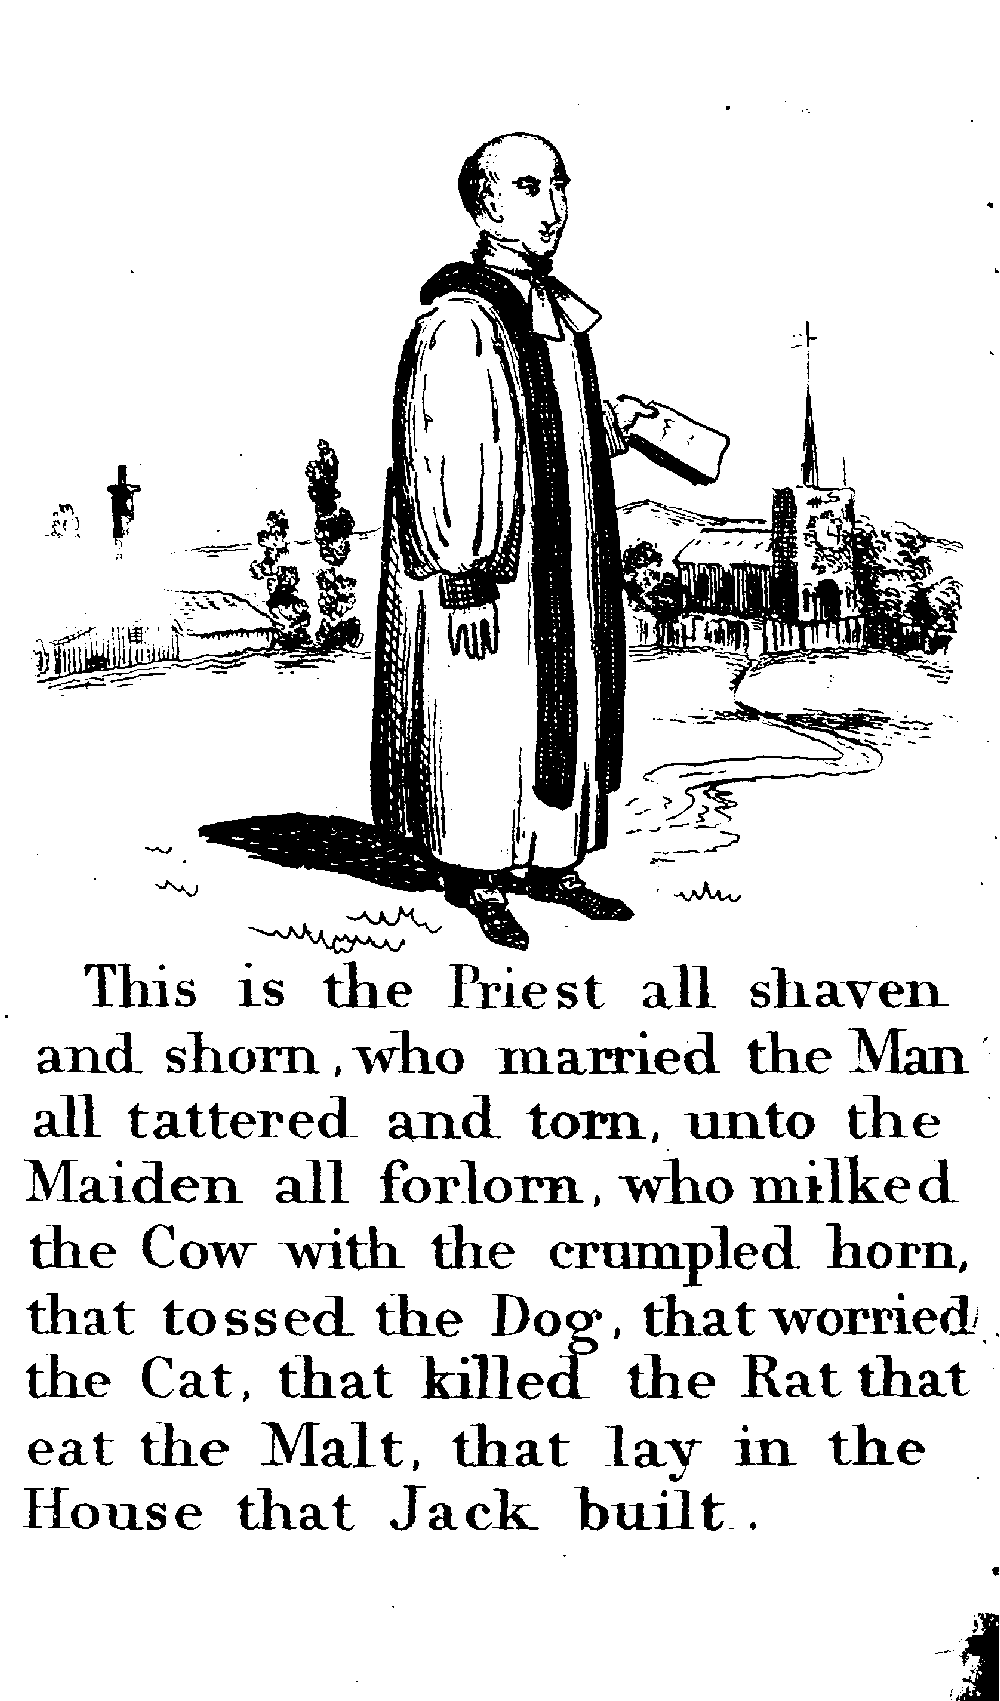 This is the Priest all shaven
and shorn, who married the Man
all tattered and torn, unto the
Maiden all forlorn, who milked
the Cow with the crumpled horn,
that tossed the Dog, that worried
the Cat, that killed the Rat that
eat the Malt, that lay in the
House that Jack built.